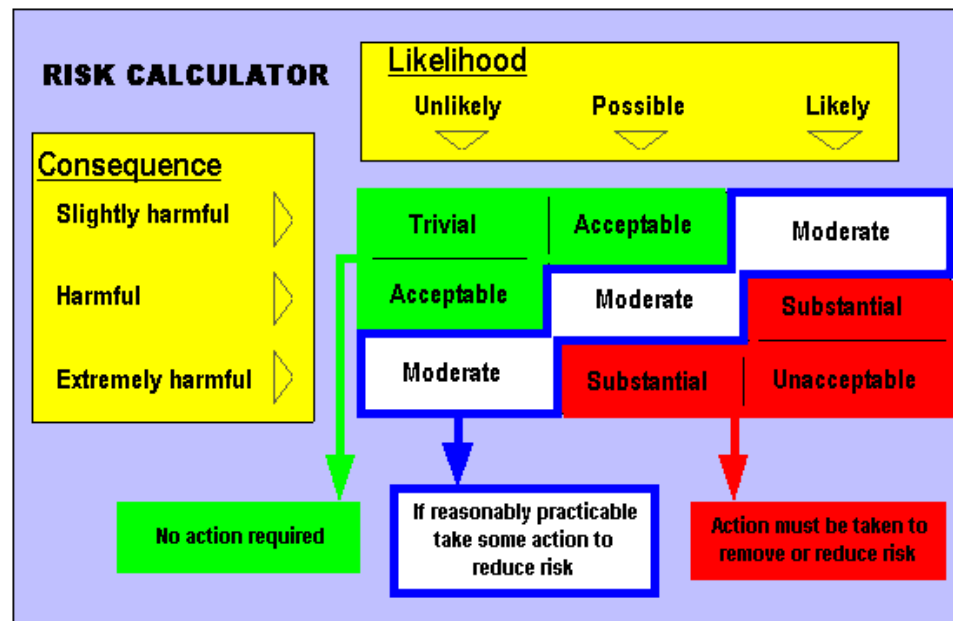 RISK CALCULATOR
Likelihood
Unlikely Possible Likely
Consequence
Slightly harmful
Harmful
Extremely harmful
Trivial Acceptable Moderate
Acceptable Moderate Substantial
Moderate Substantial Unacceptable
No action required
If reasonably practicable
take some action to
reduce risk
Action must be taken to
remove or reduce risk